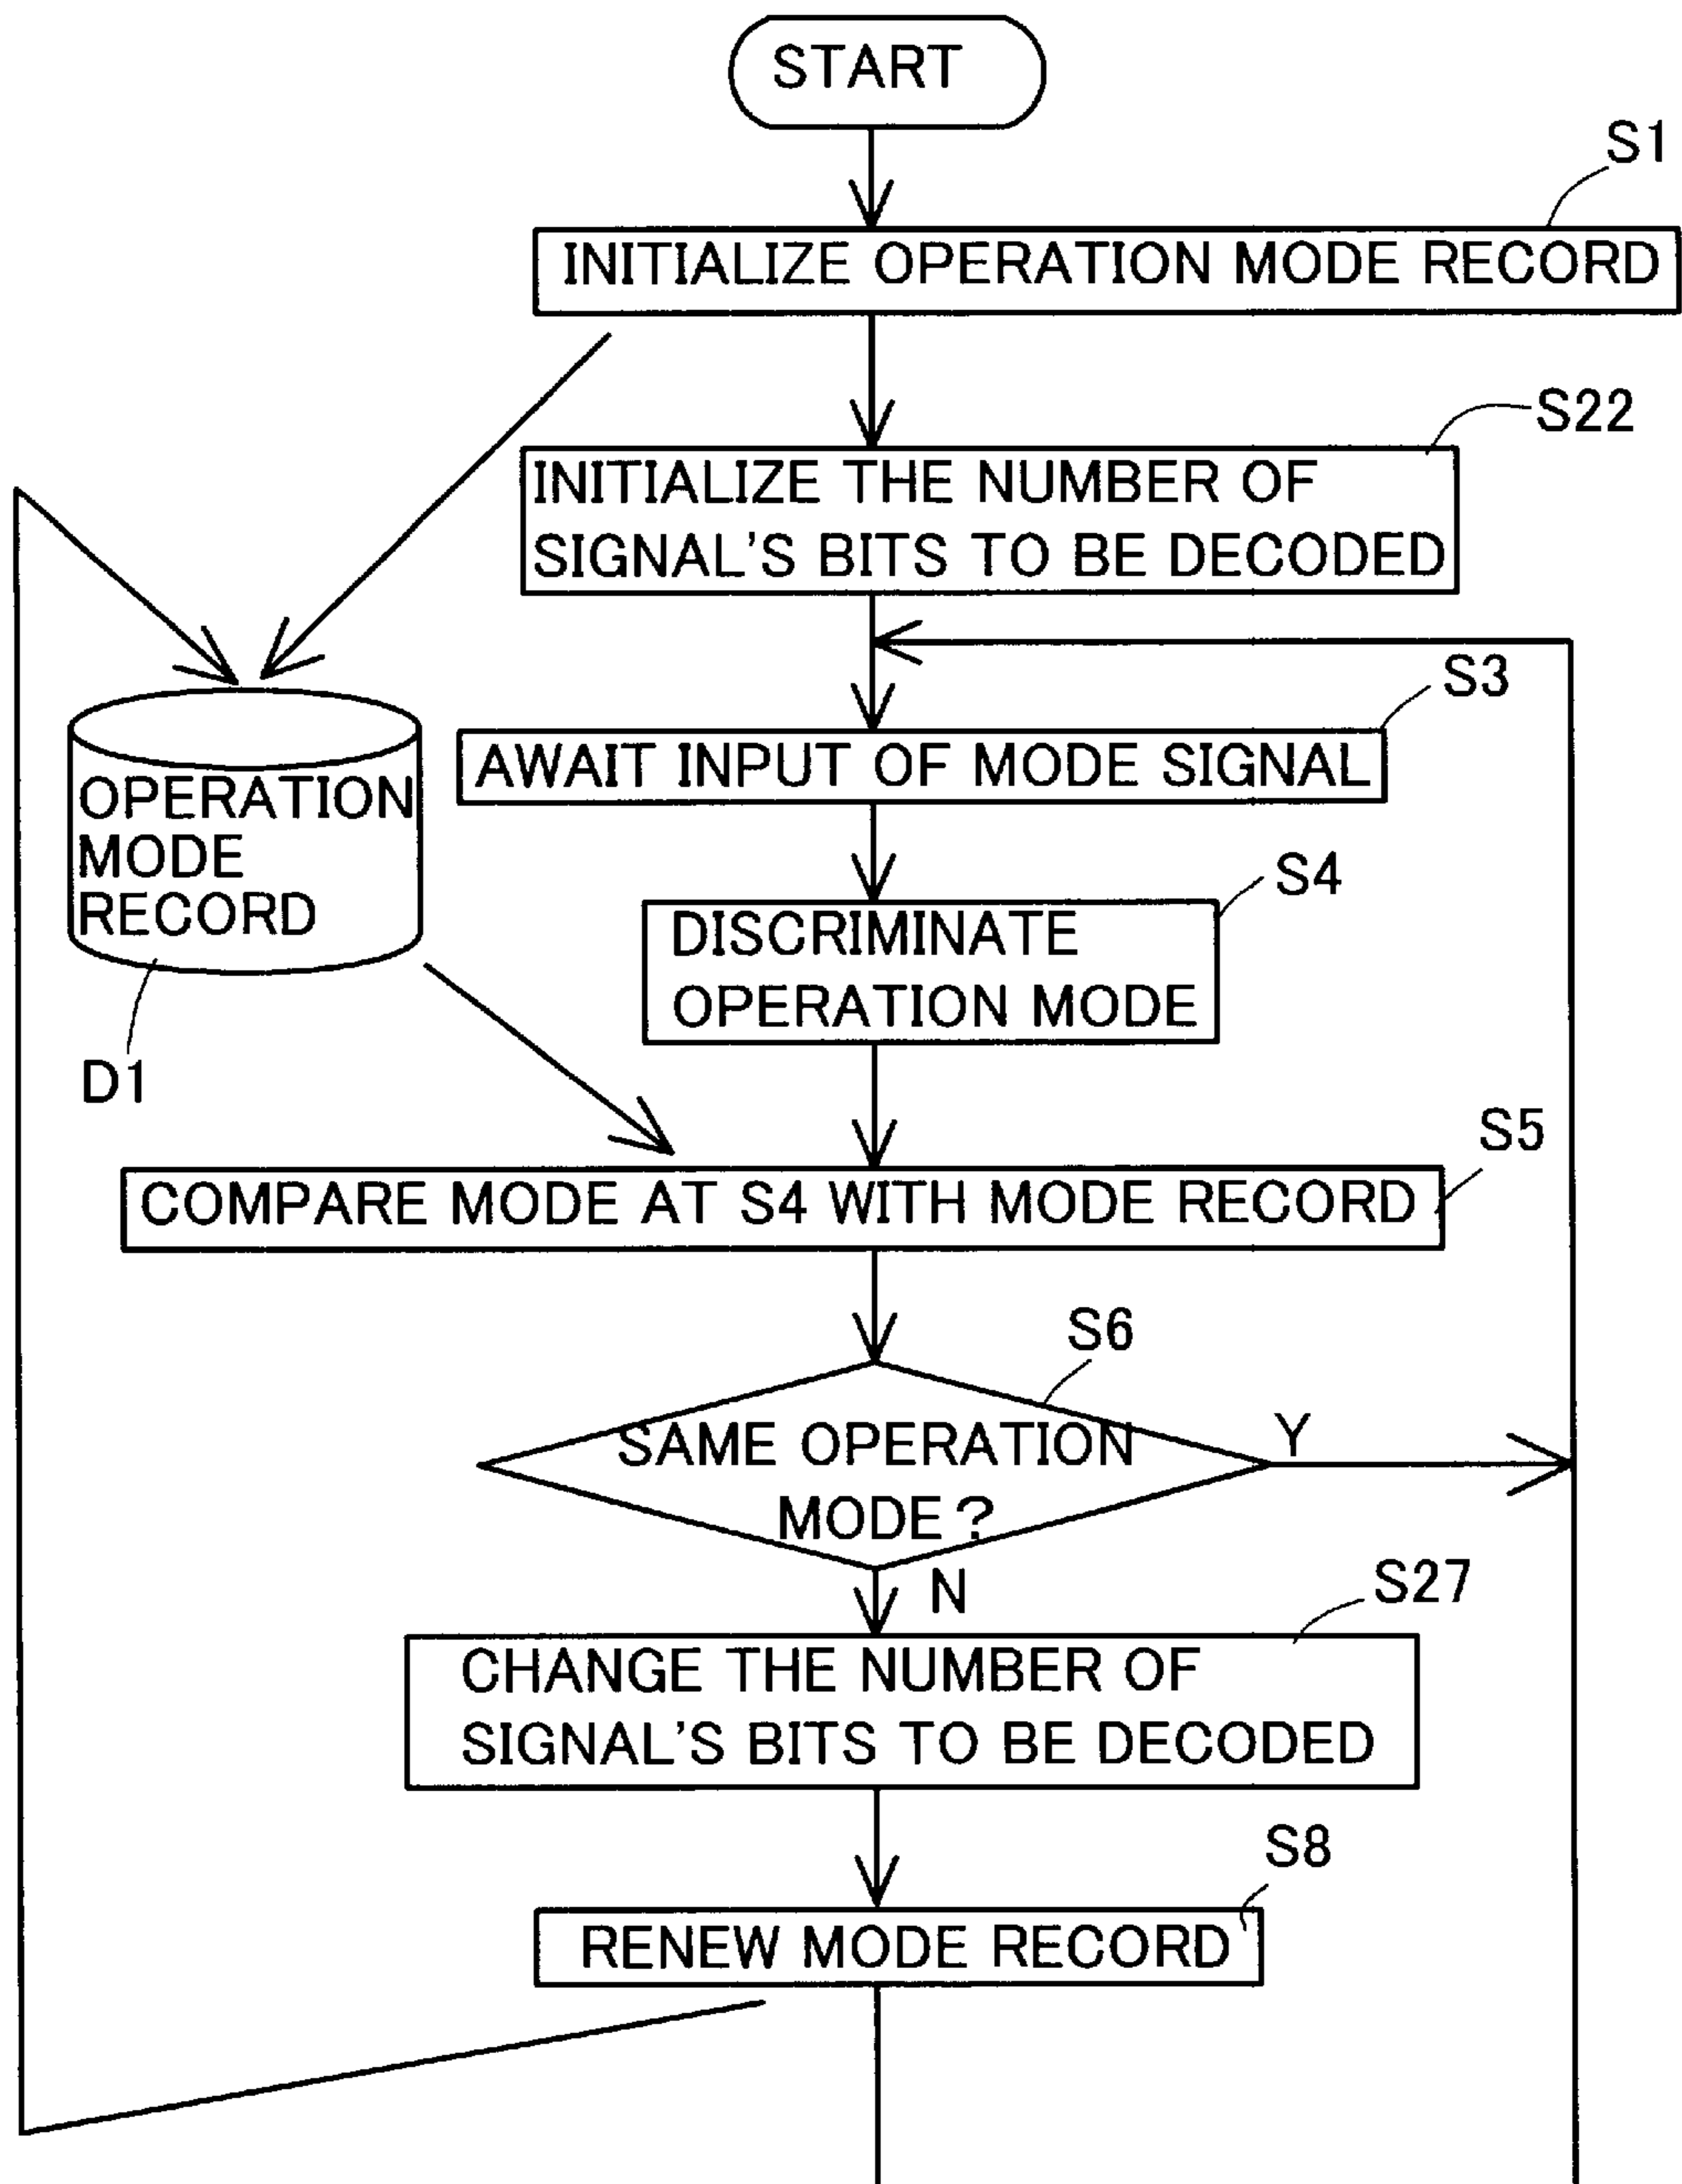 START
S1
INITIALIZE OPERATION MODE RECORD
S22
INITIALIZE THE NUMBER OF
SIGNAL'S BITS TO BE DECODED
S3
AWAIT INPUT OF MODE SIGNAL
OPERATION
MODE
RECORD
D1
S4
DISCRIMINATE
OPERATION MODE
S5
COMPARE MODE AT S4 WITH MODE RECORD
S6
SAME OPERATION
MODE?
Y
N
S27
CHANGE THE NUMBER OF
SIGNAL'S BITS TO BE DECODED
S8
RENEW MODE RECORD